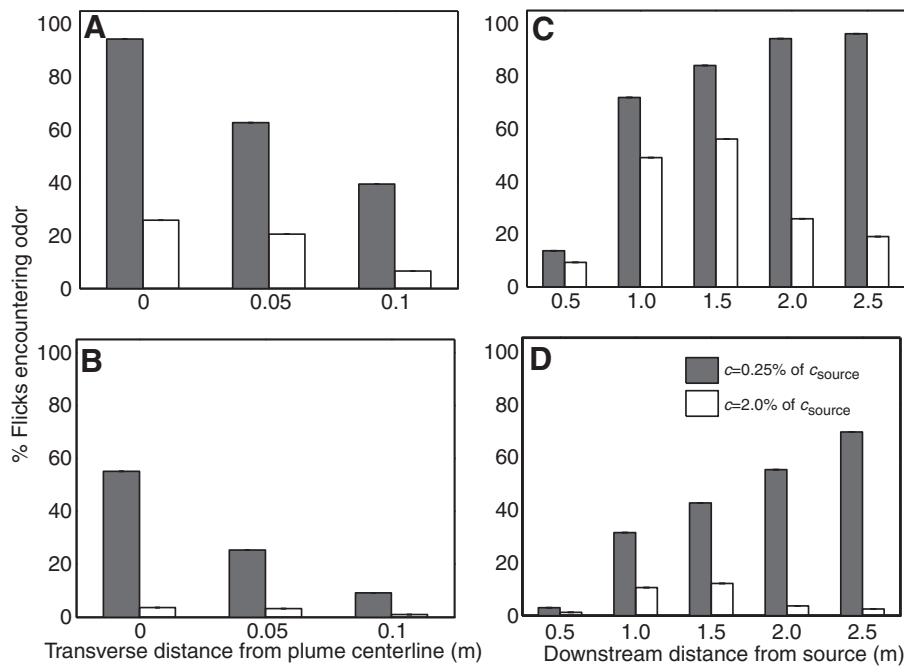 % Flicks encountering odor
A
100
80
60
40
20
0
0 0.05 0.1
B
100
80
60
40
20
0
0 0.05 0.1
Transverse distance from plume centerline (m)
C
100
80
60
40
20
0
0.5 1.0 1.5 2.0 2.5
D
c=0.25% of csource
c=2.0% of csource
100
80
60
40
20
0
0.5 1.0 1.5 2.0 2.5
Downstream distance from source (m)